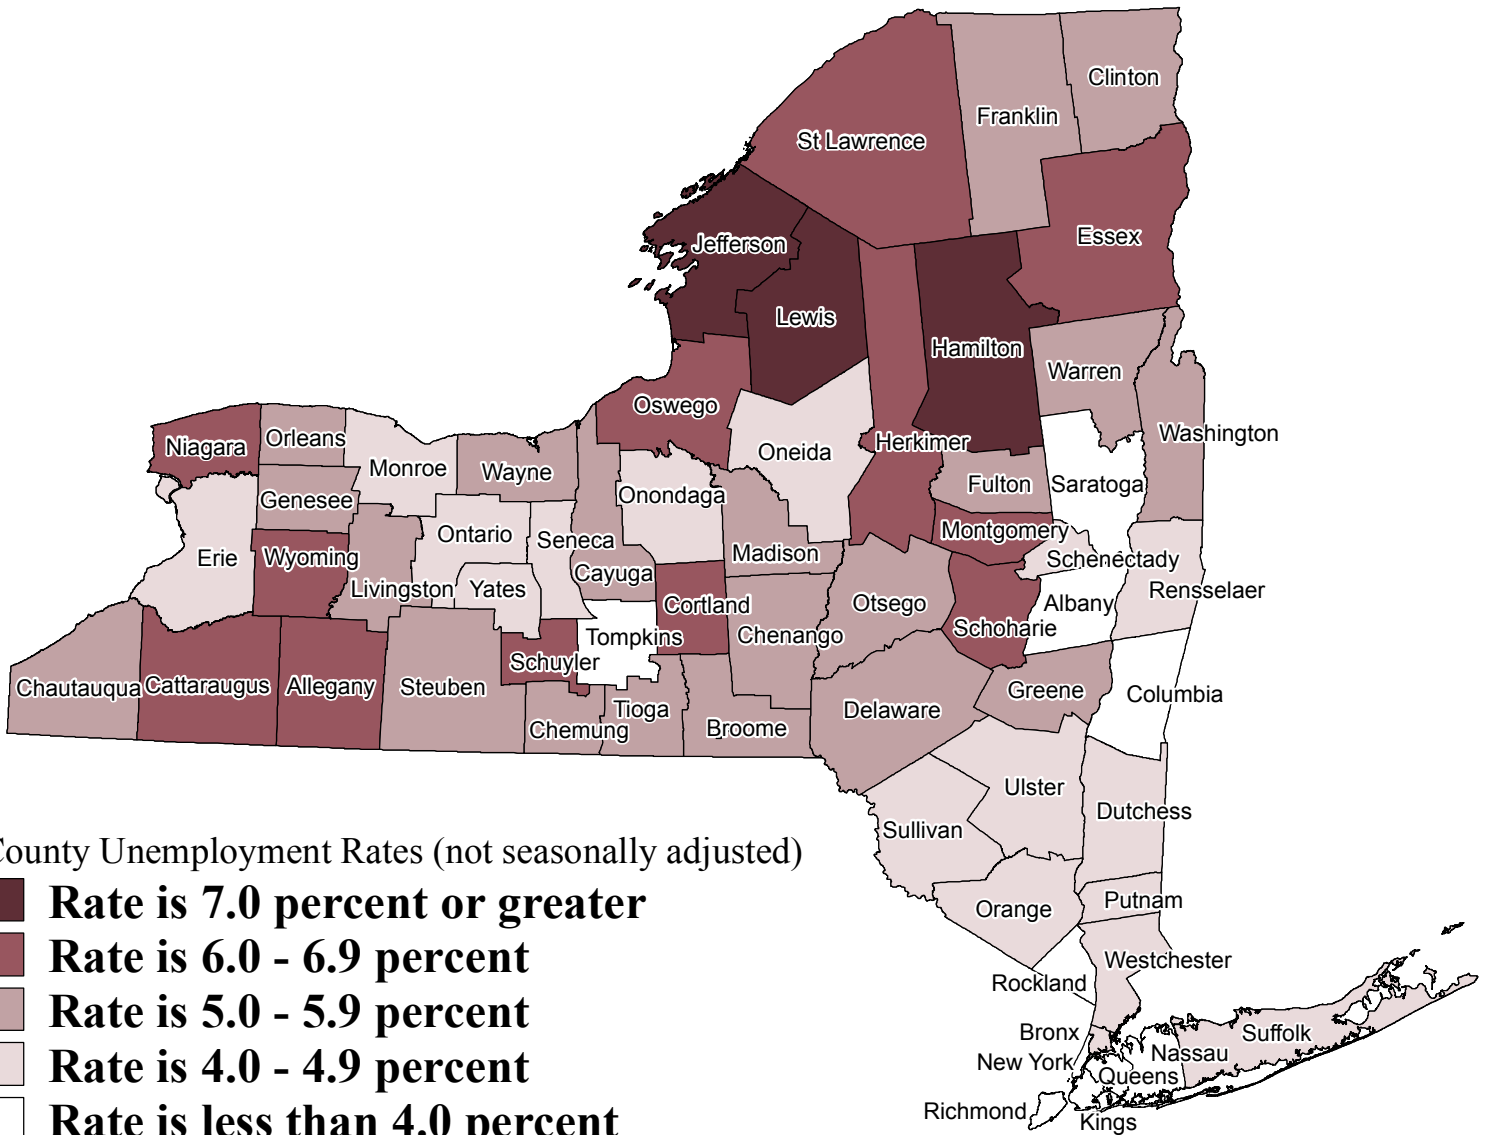 Clinton
Franklin
St Lawrence
Essex
Jefferson
Lewis
Hamilton
Warren
Oswego
Washington
Niagara
Orleans
Herkimer
Oneida
Monroe
Wayne
Fulton
Saratoga
Genesee
Onondaga
Montgomery
Ontario
Seneca
Madison
Erie
Wyoming
Schenectady
Cayuga
Livingston
Yates
Rensselaer
Otsego
Albany
Cortland
Schoharie
Chenango
Tompkins
Schuyler
Chautauqua
Cattaraugus
Allegany
Steuben
Greene
Columbia
Tioga
Delaware
Chemung
Broome
Ulster
Dutchess
Sullivan
County Unemployment Rates (not seasonally adjusted)
Rate is 7.0 percent or greater
Putnam
Orange
Rate is 6.0 - 6.9 percent
Westchester
Rockland
Rate is 5.0 - 5.9 percent
Bronx
Suffolk
Nassau
New York
Rate is 4.0 - 4.9 percent
Queens
Richmond
Kings
Rate is less than 4.0 percent